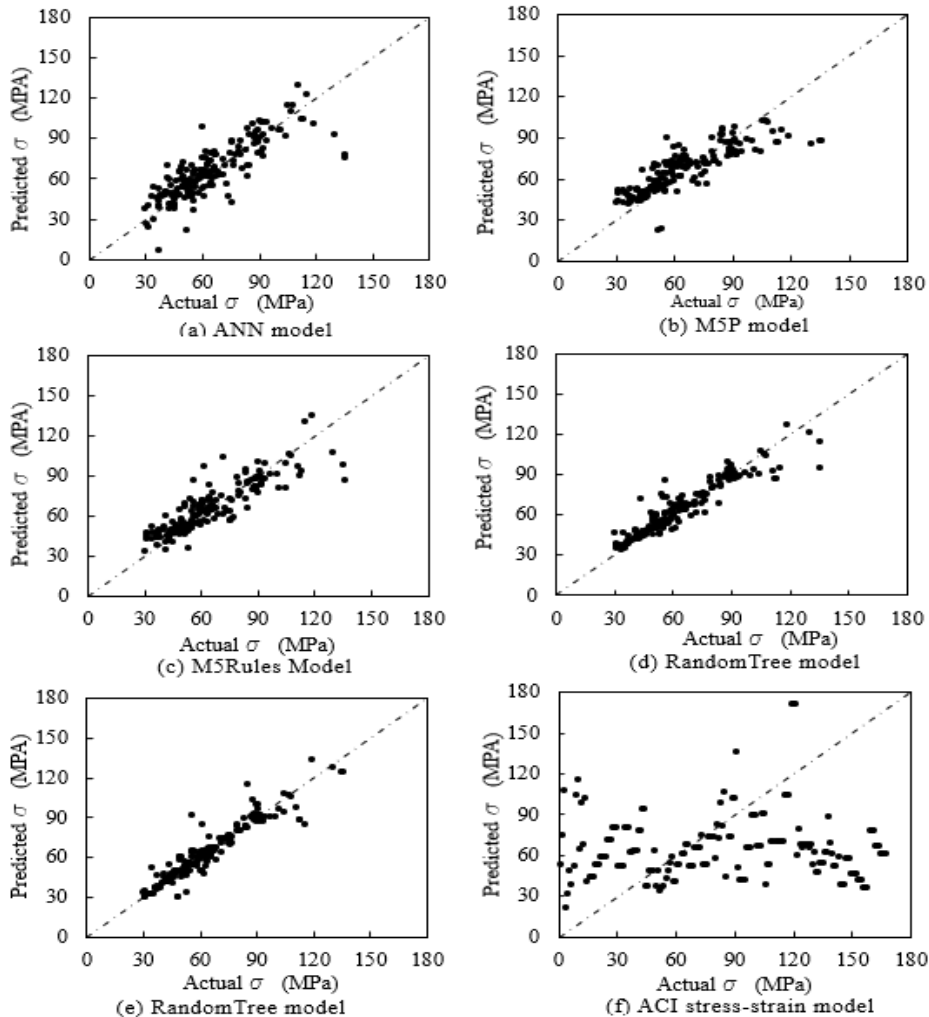 180
150
120
90
60
30
0
Predicted σ (MPA)
0 30 60 90 120 150 180
Actual σ (MPa)
(a) ANN model
180
150
120
90
60
30
0
Predicted σ (MPA)
0 30 60 90 120 150 180
Actual σ (MPa)
(b) M5P model
180
150
120
90
60
30
0
Predicted σ (MPA)
0 30 60 90 120 150 180
Actual σ (MPa)
(c) M5Rules Model
180
150
120
90
60
30
0
Predicted σ (MPA)
0 30 60 90 120 150 180
Actual σ (MPa)
(d) RandomTree model
180
150
120
90
60
30
0
Predicted σ (MPA)
0 30 60 90 120 150 180
Actual σ (MPa)
(e) RandomTree model
180
150
120
90
60
30
0
Predicted σ (MPA)
0 30 60 90 120 150 180
Actual σ (MPa)
(f) ACI stress-strain model